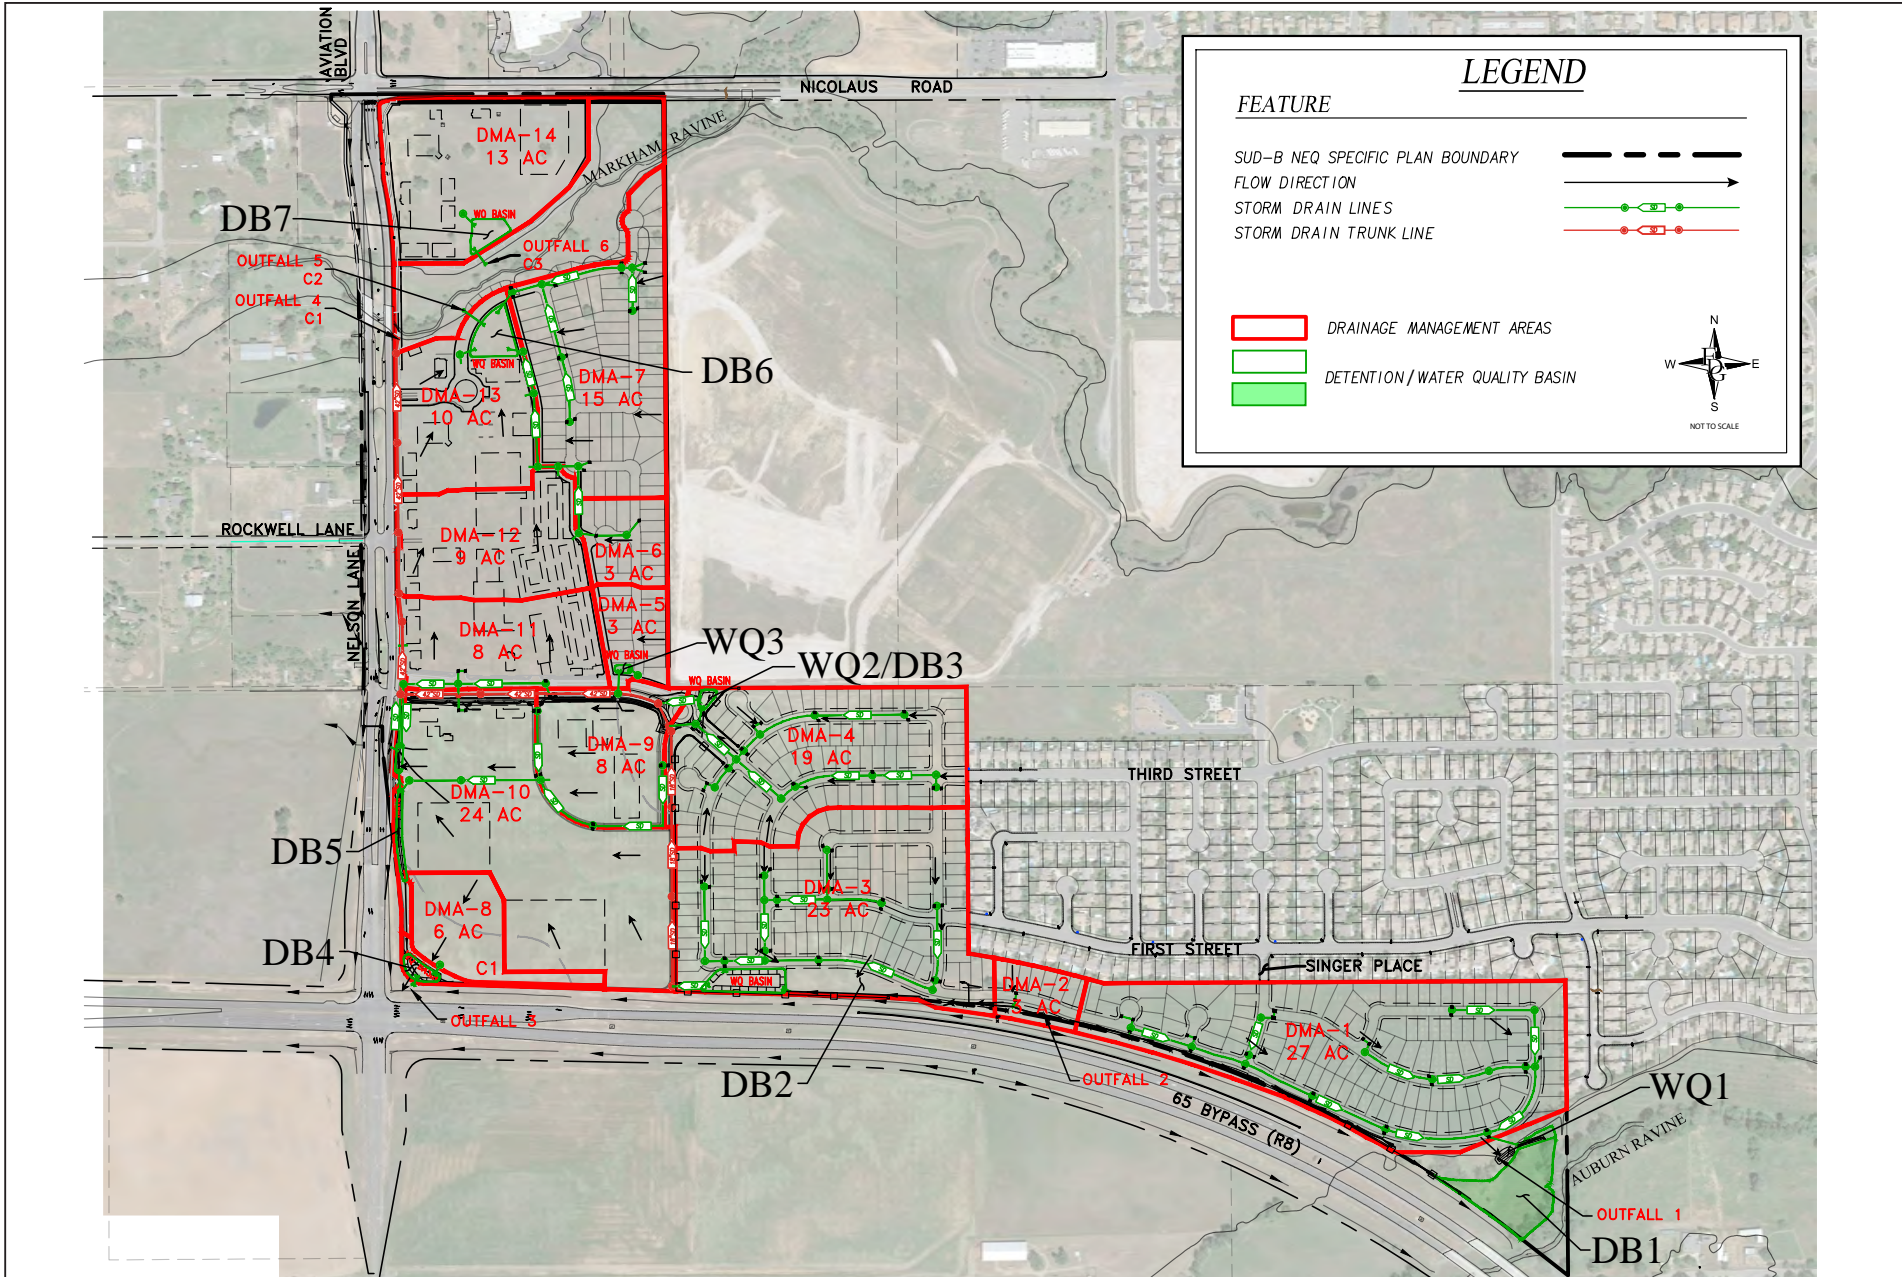 AVIATION
BLVD
NICOLAUS ROAD
MARKHAM RAVINE
DMA-14
13 AC
WQ BASIN
DB7
OUTFALL 6
C3
OUTFALL 5
C2
OUTFALL 4
C1
WQ BASIN
DB6
DMA-7
15 AC
DMA-13
10 AC
ROCKWELL LANE
NELSON LANE
DMA-12
9 AC
DMA-6
3 AC
DMA-5
3 AC
DMA-11
8 AC
WQ BASIN
WQ3
WQ2/DB3
WQ BASIN
DMA-4
19 AC
DMA-9
8 AC
DMA-10
24 AC
DB5
THIRD STREET
DMA-3
23 AC
DMA-8
6 AC
C1
DB4
OUTFALL 3
WQ BASIN
FIRST STREET
SINGER PLACE
DMA-2
3 AC
DMA-1
27 AC
DB2
OUTFALL 2
65 BYPASS (R8)
WQ1
AUBURN RAVINE
OUTFALL 1
DB1
LEGEND
FEATURE
SUD-B NEQ SPECIFIC PLAN BOUNDARY
FLOW DIRECTION
STORM DRAIN LINES
SD
STORM DRAIN TRUNK LINE
SD
DRAINAGE MANAGEMENT AREAS
DETENTION/WATER QUALITY BASIN
N
W E
S
NOT TO SCALE